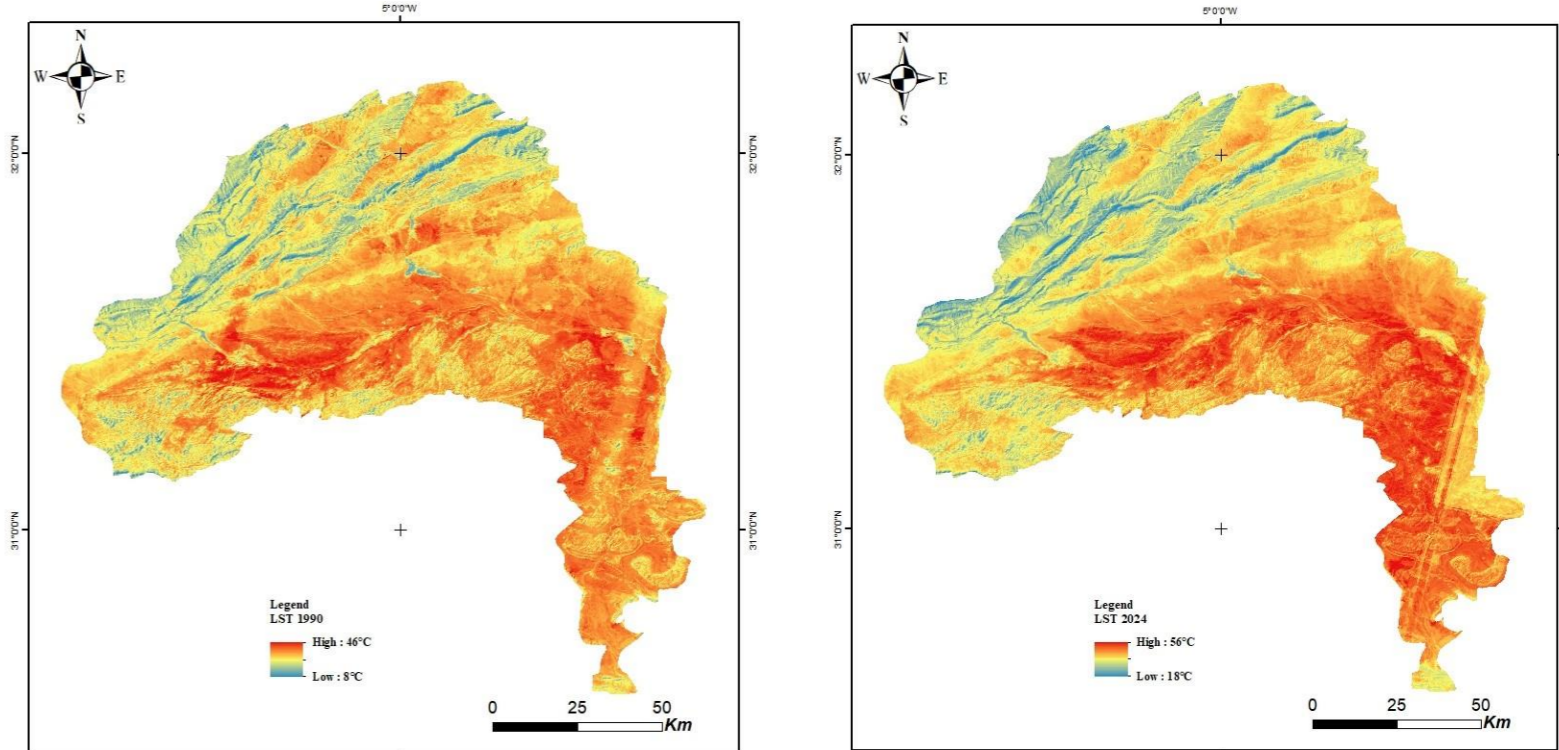 5°0'0"W
N
W E
S
32°0'0"N
32°0'0"N
31°0'0"N
31°0'0"N
Legend
LST 1990
High : 46°C
Low : 8°C
0 25 50
Km
5°0'0"W
N
W E
S
32°0'0"N
31°0'0"N
Legend
LST 2024
High : 56°C
Low : 18°C
0 25 50
Km